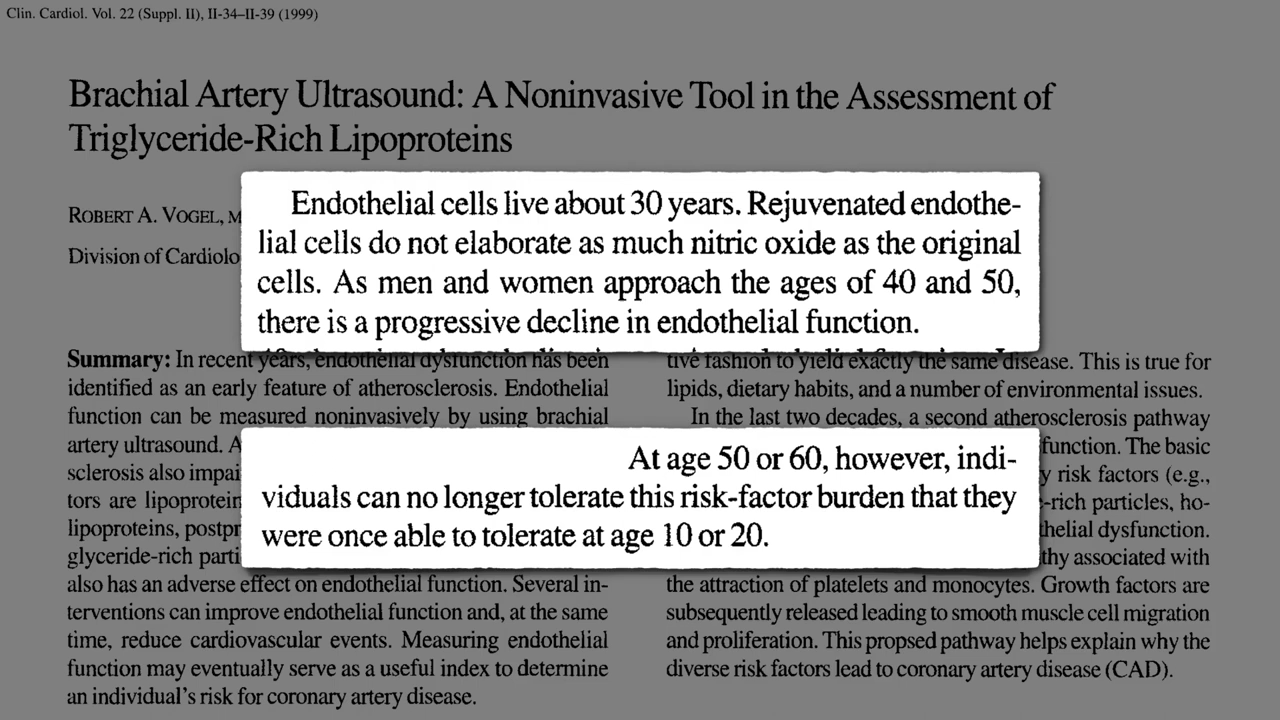 Clin. Cardiol. Vol. 22 (Suppl. II), II-34–II-39 (1999)
Brachial Artery Ultrasound: A Noninvasive Tool in the Assessment of
Triglyceride-Rich Lipoproteins
ROBERT A. VOGEL, M
Division of Cardiolo
Endothelial cells live about 30 years. Rejuvenated endothe-
lial cells do not elaborate as much nitric oxide as the original
cells. As men and women approach the ages of 40 and 50,
there is a progressive decline in endothelial function.
Summary: In recent years, endothelial dysfunction has been
identified as an early feature of atherosclerosis. Endothelial
function can be measured noninvasively by using brachial
artery ultrasound. A
sclerosis also impai
tors are lipoprotein
lipoproteins, postpr
glyceride-rich parti
also has an adverse effect on endothelial function. Several in-
terventions can improve endothelial function and, at the same
time, reduce cardiovascular events. Measuring endothelial
function may eventually serve as a useful index to determine
an individual's risk for coronary artery disease.
tive fashion to yield exactly the same disease. This is true for
lipids, dietary habits, and a number of environmental issues.
In the last two decades, a second atherosclerosis pathway
function. The basic
y risk factors (e.g.,
-rich particles, ho-
thelial dysfunction.
thy associated with
the attraction of platelets and monocytes. Growth factors are
subsequently released leading to smooth muscle cell migration
and proliferation. This propsed pathway helps explain why the
diverse risk factors lead to coronary artery disease (CAD).
At age 50 or 60, however, indi-
viduals can no longer tolerate this risk-factor burden that they
were once able to tolerate at age 10 or 20.